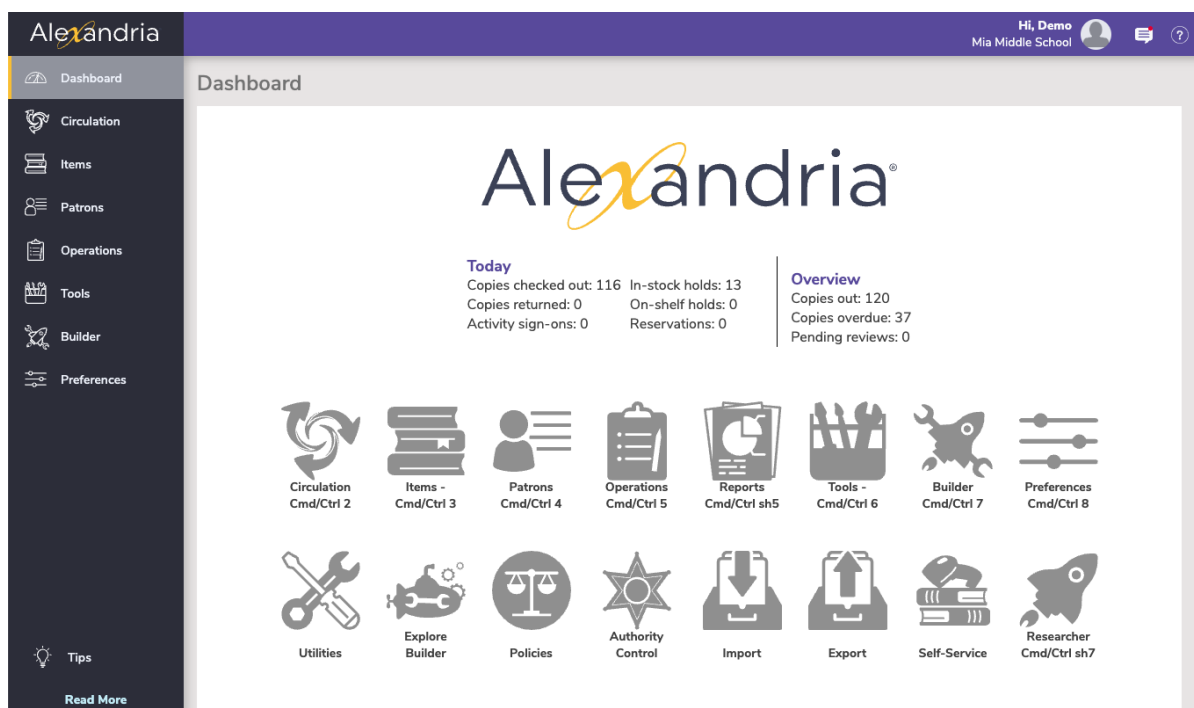 Alexandria
Hi, Demo
Mia Middle School
?
Dashboard
Circulation
Items
Patrons
Operations
Tools
Builder
Preferences
Tips
Read More
Dashboard
Alexandria®
Today
Copies checked out: 116 In-stock holds: 13
Copies returned: 0 On-shelf holds: 0
Activity sign-ons: 0 Reservations: 0
Overview
Copies out: 120
Copies overdue: 37
Pending reviews: 0
Circulation
Cmd/Ctrl 2
Items -
Cmd/Ctrl 3
Patrons
Cmd/Ctrl 4
Operations
Cmd/Ctrl 5
Reports
Cmd/Ctrl sh5
Tools -
Cmd/Ctrl 6
Builder
Cmd/Ctrl 7
Preferences
Cmd/Ctrl 8
Utilities
Explore
Builder
Policies
Authority
Control
Import
Export
Self-Service
Researcher
Cmd/Ctrl sh7